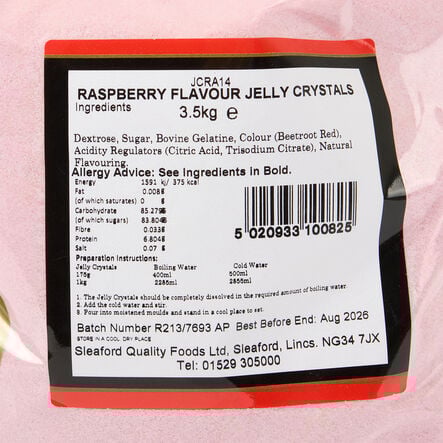 JCRA14
RASPBERRY FLAVOUR JELLY CRYSTALS
Ingredients 3.5kg e
Dextrose, Sugar, Bovine Gelatine, Colour (Beetroot Red),
Acidity Regulators (Citric Acid, Trisodium Citrate), Natural
Flavouring.
Allergy Advice: See Ingredients in Bold.
Energy 1591 kj/ 375 kcal
Fat 0.008g
(of which saturates) 0 g
Carbohydrate 85.279g
(of which sugars) 83.804g
Fibre 0.033g
Protein 6.804g
Salt 0.07 g
5 020933 100825
Preparation Instructions:
Jelly Crystals Boiling Water Cold Water
175g 400ml 500ml
1kg 2285ml 2855ml
1. The Jelly Crystals should be completely dissolved in the required amount of boiling water
2. Add the cold water and stir.
3. Pour into moistened moulds and stand in a cool place to set.
Batch Number R213/7693 AP Best Before End: Aug 2026
STORE IN A COOL DRY PLACE
Sleaford Quality Foods Ltd, Sleaford, Lincs. NG34 7JX
Tel: 01529 305000